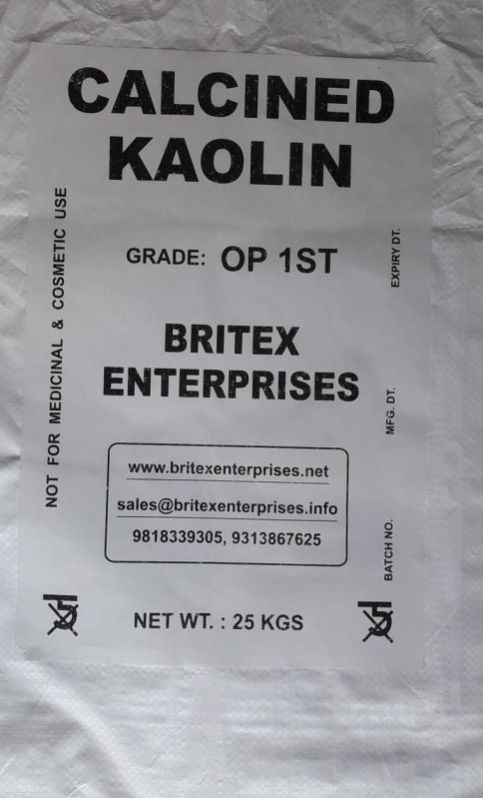 CALCINED
KAOLIN
GRADE: OP 1ST
BRITEX
ENTERPRISES
www.britexenterprises.net
sales@britexenterprises.info
9818339305, 9313867625
NET WT. : 25 KGS
NOT FOR MEDICINAL & COSMETIC USE
EXPIRY DT.
MFG. DT.
BATCH NO.